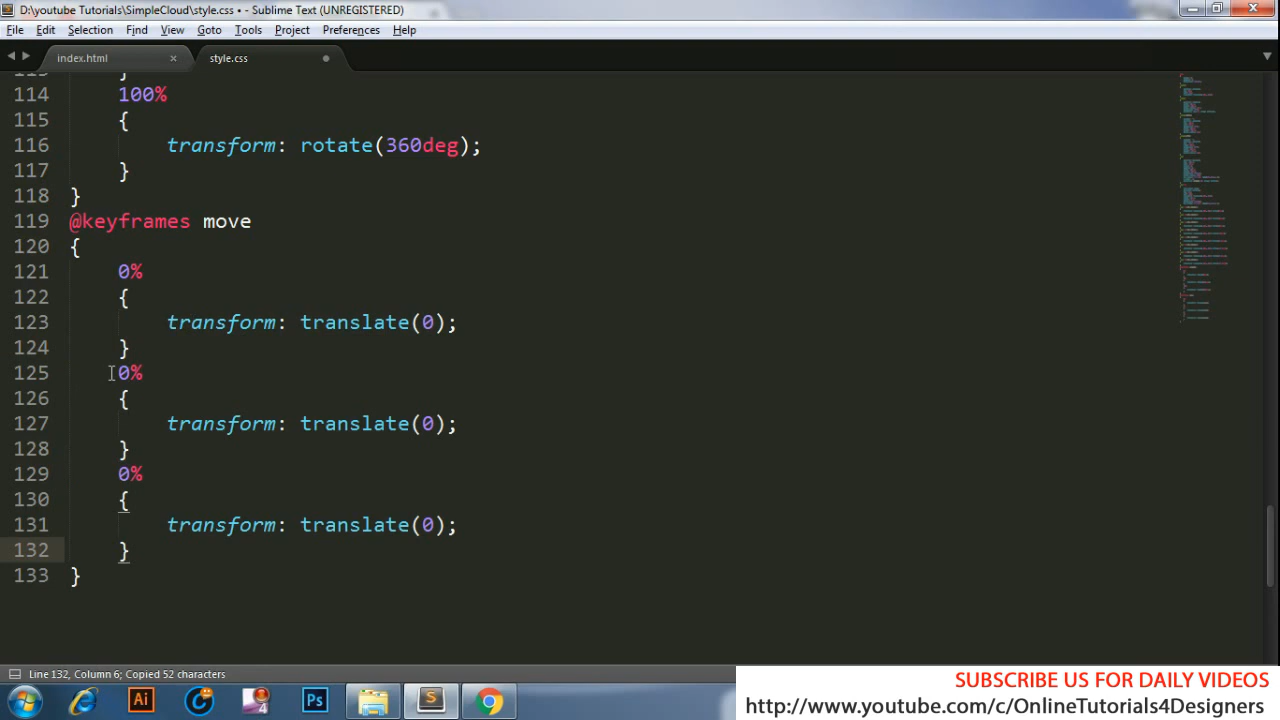 D:\youtube Tutorials\SimpleCloud\style.css • - Sublime Text (UNREGISTERED)
File Edit Selection Find View Goto Tools Project Preferences Help
index.html × style.css
113 }
114 100%
115 {
116 transform: rotate(360deg);
117 }
118 }
119 @keyframes move
120 {
121 0%
122 {
123 transform: translate(0);
124 }
125 0%
126 {
127 transform: translate(0);
128 }
129 0%
130 {
131 transform: translate(0);
132 }
133 }
Line 132, Column 6; Copied 52 characters
SUBSCRIBE US FOR DAILY VIDEOS
Ai 4 Ps S
http://www.youtube.com/c/OnlineTutorials4Designers